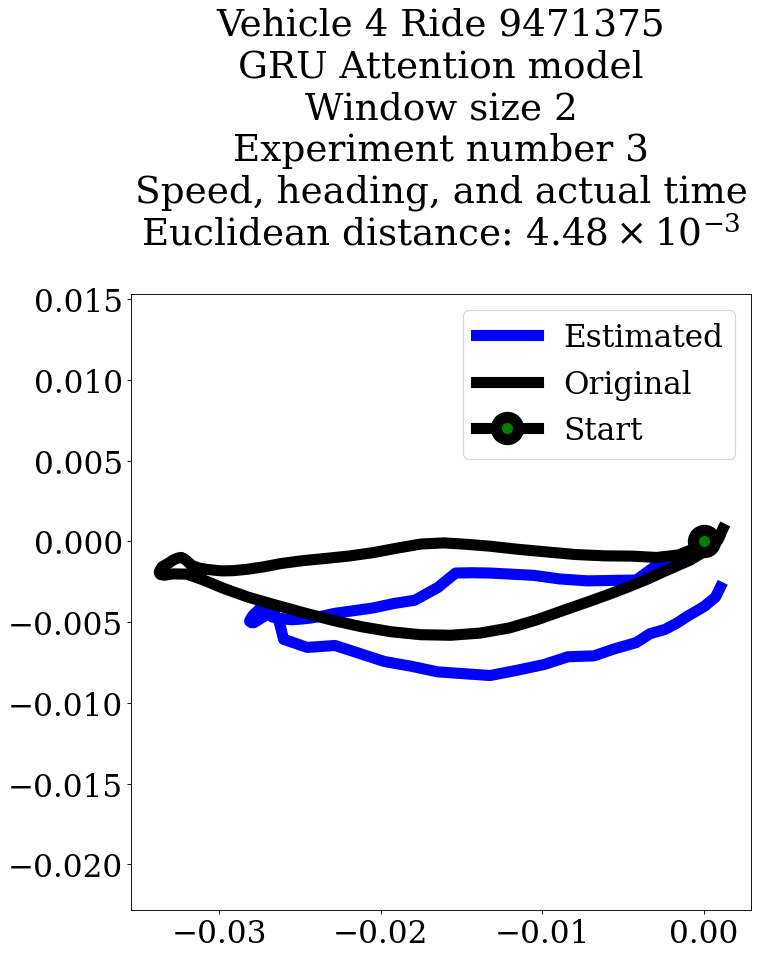 Vehicle 4 Ride 9471375
GRU Attention model
Window size 2
Experiment number 3
Speed, heading, and actual time
Euclidean distance: 4.48 × 10⁻³
Estimated
Original
Start
0.015
0.010
0.005
0.000
−0.005
−0.010
−0.015
−0.020
−0.03
−0.02
−0.01
0.00